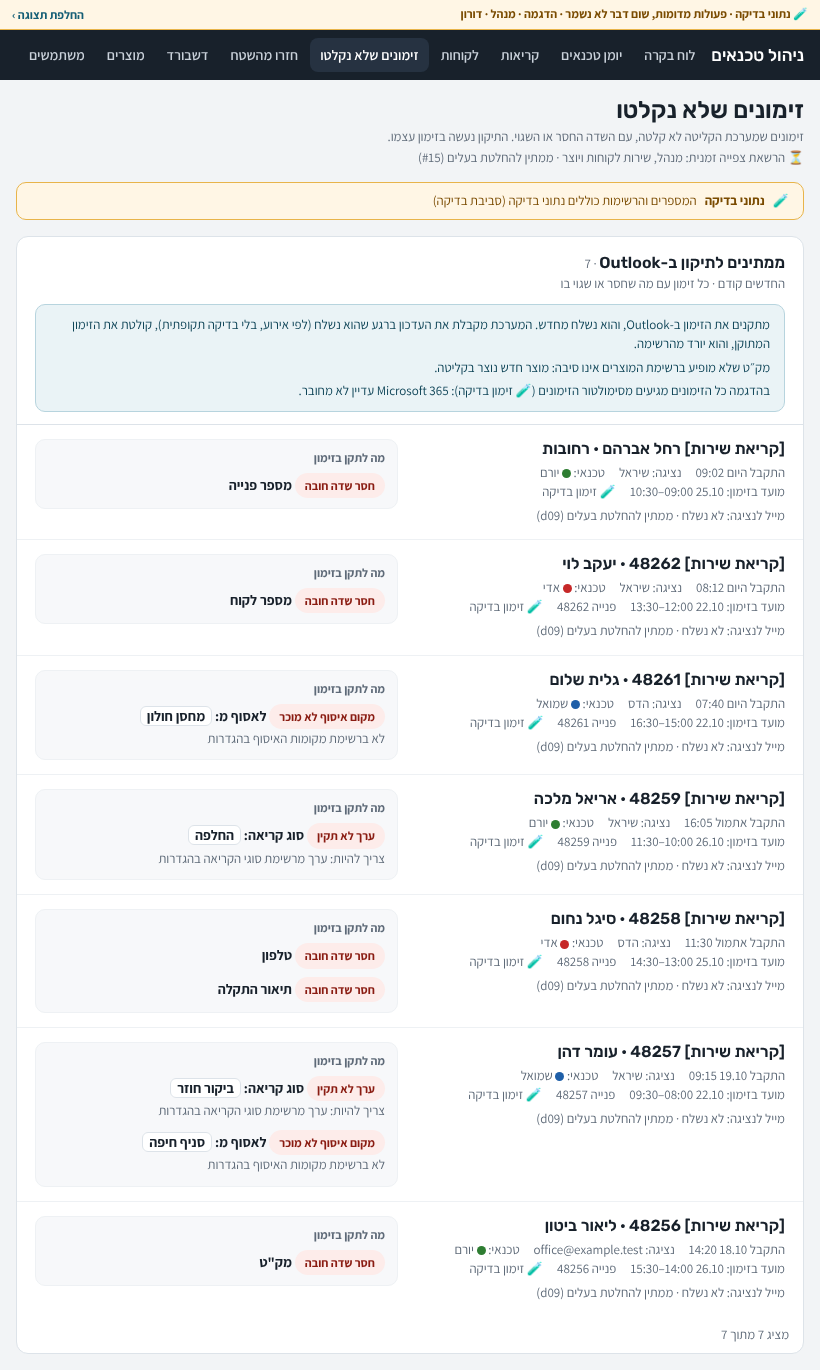 🧪 נתוני בדיקה · פעולות מדומות, שום דבר לא נשמר · הדגמה · מנהל · דורון
החלפת תצוגה ‹
ניהול טכנאים
לוח בקרה
יומן טכנאים
קריאות
לקוחות
זימונים שלא נקלטו
חזרו מהשטח
דשבורד
מוצרים
משתמשים
זימונים שלא נקלטו
זימונים שמערכת הקליטה לא קלטה, עם השדה החסר או השגוי. התיקון נעשה בזימון עצמו.
⏳ הרשאת צפייה זמנית: מנהל, שירות לקוחות ויוצר · ממתין להחלטת בעלים (#15)
🧪 נתוני בדיקה המספרים והרשימות כוללים נתוני בדיקה (סביבת בדיקה)
ממתינים לתיקון ב-Outlook · 7
החדשים קודם · כל זימון עם מה שחסר או שגוי בו
מתקנים את הזימון ב-Outlook, והוא נשלח מחדש. המערכת מקבלת את העדכון ברגע שהוא נשלח (לפי אירוע, בלי בדיקה תקופתית), קולטת את הזימון
המתוקן, והוא יורד מהרשימה.
מק״ט שלא מופיע ברשימת המוצרים אינו סיבה: מוצר חדש נוצר בקליטה.
בהדגמה כל הזימונים מגיעים מסימולטור הזימונים (🧪 זימון בדיקה): Microsoft 365 עדיין לא מחובר.
[קריאת שירות] רחל אברהם • רחובות
התקבל היום 09:02 נציגה: שיראל טכנאי: יורם
מועד בזימון: 25.10 09:00–10:30 🧪 זימון בדיקה
מייל לנציגה: לא נשלח · ממתין להחלטת בעלים (d09)
מה לתקן בזימון
חסר שדה חובה מספר פנייה
[קריאת שירות] 48262 • יעקב לוי
התקבל היום 08:12 נציגה: שיראל טכנאי: אדי
מועד בזימון: 22.10 12:00–13:30 פנייה 48262 🧪 זימון בדיקה
מייל לנציגה: לא נשלח · ממתין להחלטת בעלים (d09)
מה לתקן בזימון
חסר שדה חובה מספר לקוח
[קריאת שירות] 48261 • גלית שלום
התקבל היום 07:40 נציגה: הדס טכנאי: שמואל
מועד בזימון: 22.10 15:00–16:30 פנייה 48261 🧪 זימון בדיקה
מייל לנציגה: לא נשלח · ממתין להחלטת בעלים (d09)
מה לתקן בזימון
מקום איסוף לא מוכר לאסוף מ: מחסן חולון
לא ברשימת מקומות האיסוף בהגדרות
[קריאת שירות] 48259 • אריאל מלכה
התקבל אתמול 16:05 נציגה: שיראל טכנאי: יורם
מועד בזימון: 26.10 10:00–11:30 פנייה 48259 🧪 זימון בדיקה
מייל לנציגה: לא נשלח · ממתין להחלטת בעלים (d09)
מה לתקן בזימון
ערך לא תקין סוג קריאה: החלפה
צריך להיות: ערך מרשימת סוגי הקריאה בהגדרות
[קריאת שירות] 48258 • סיגל נחום
התקבל אתמול 11:30 נציגה: הדס טכנאי: אדי
מועד בזימון: 25.10 13:00–14:30 פנייה 48258 🧪 זימון בדיקה
מייל לנציגה: לא נשלח · ממתין להחלטת בעלים (d09)
מה לתקן בזימון
חסר שדה חובה טלפון
חסר שדה חובה תיאור התקלה
[קריאת שירות] 48257 • עומר דהן
התקבל 19.10 09:15 נציגה: שיראל טכנאי: שמואל
מועד בזימון: 22.10 08:00–09:30 פנייה 48257 🧪 זימון בדיקה
מייל לנציגה: לא נשלח · ממתין להחלטת בעלים (d09)
מה לתקן בזימון
ערך לא תקין סוג קריאה: ביקור חוזר
צריך להיות: ערך מרשימת סוגי הקריאה בהגדרות
מקום איסוף לא מוכר לאסוף מ: סניף חיפה
לא ברשימת מקומות האיסוף בהגדרות
[קריאת שירות] 48256 • ליאור ביטון
התקבל 18.10 14:20 נציגה: office@example.test טכנאי: יורם
מועד בזימון: 26.10 14:00–15:30 פנייה 48256 🧪 זימון בדיקה
מייל לנציגה: לא נשלח · ממתין להחלטת בעלים (d09)
מה לתקן בזימון
חסר שדה חובה מק"ט
מציג 7 מתוך 7